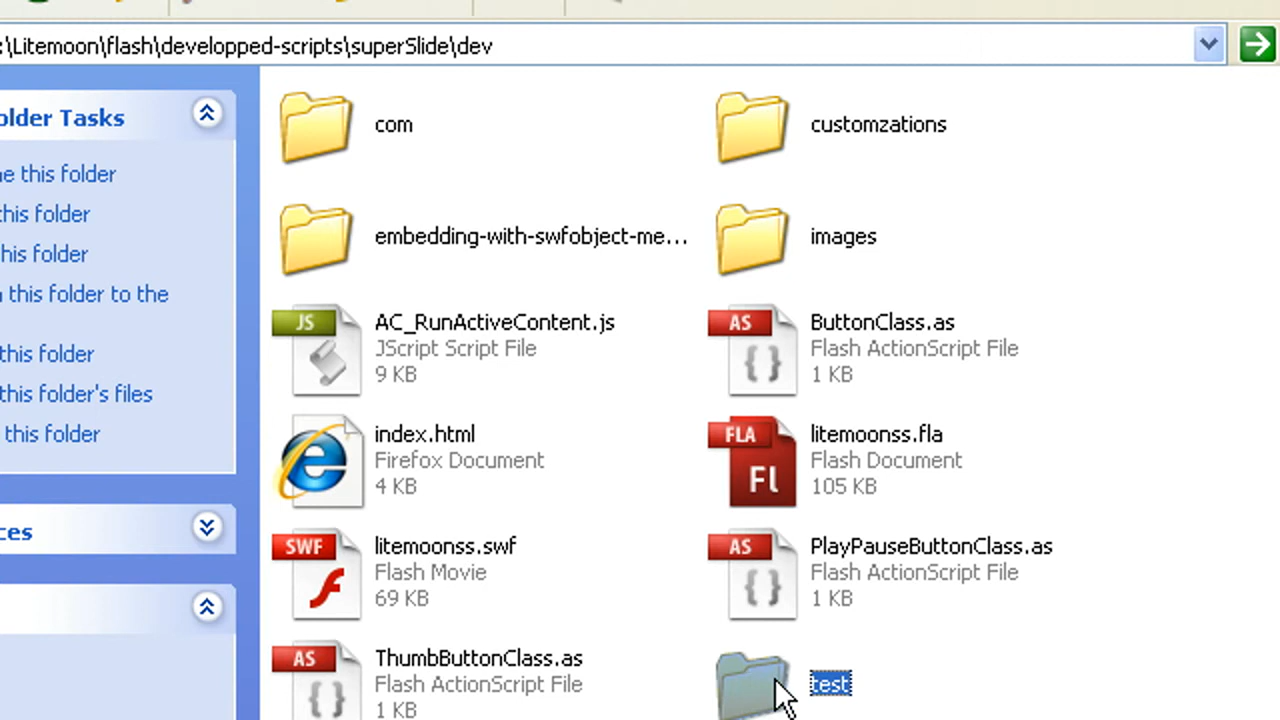 :\Litemoon\flash\developped-scripts\superSlide\dev
older Tasks
e this folder
this folder
his folder
this folder to the
this folder
this folder's files
this folder
ces
com
customzations
embedding-with-swfobject-me...
images
JS
AC_RunActiveContent.js
JScript Script File
9 KB
AS
ButtonClass.as
Flash ActionScript File
1 KB
index.html
Firefox Document
4 KB
FLA
Fl
litemoonss.fla
Flash Document
105 KB
SWF
litemoonss.swf
Flash Movie
69 KB
AS
PlayPauseButtonClass.as
Flash ActionScript File
1 KB
AS
ThumbButtonClass.as
Flash ActionScript File
1 KB
test